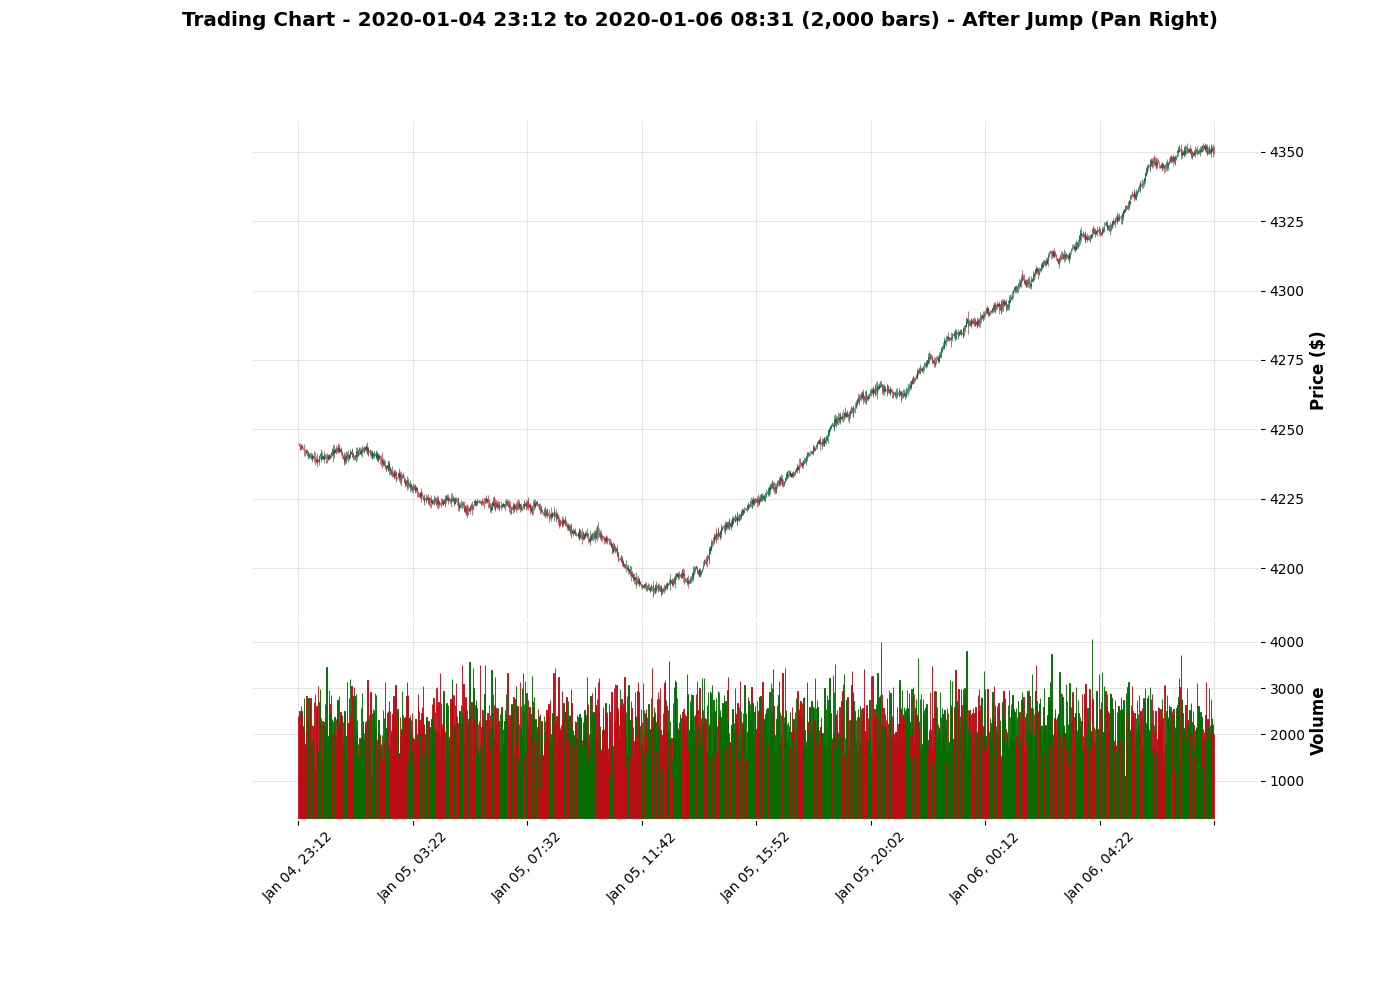 Trading Chart - 2020-01-04 23:12 to 2020-01-06 08:31 (2,000 bars) - After Jump (Pan Right)
4350
4325
4300
4275
4250
4225
4200
Price ($)
4000
3000
2000
1000
Volume
Jan 04, 23:12
Jan 05, 03:22
Jan 05, 07:32
Jan 05, 11:42
Jan 05, 15:52
Jan 05, 20:02
Jan 06, 00:12
Jan 06, 04:22